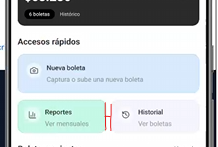 6 boletas Histórico
Accesos rápidos
Nueva boleta
Captura o sube una nueva boleta
Reportes
Ver mensuales
Historial
Ver boletas